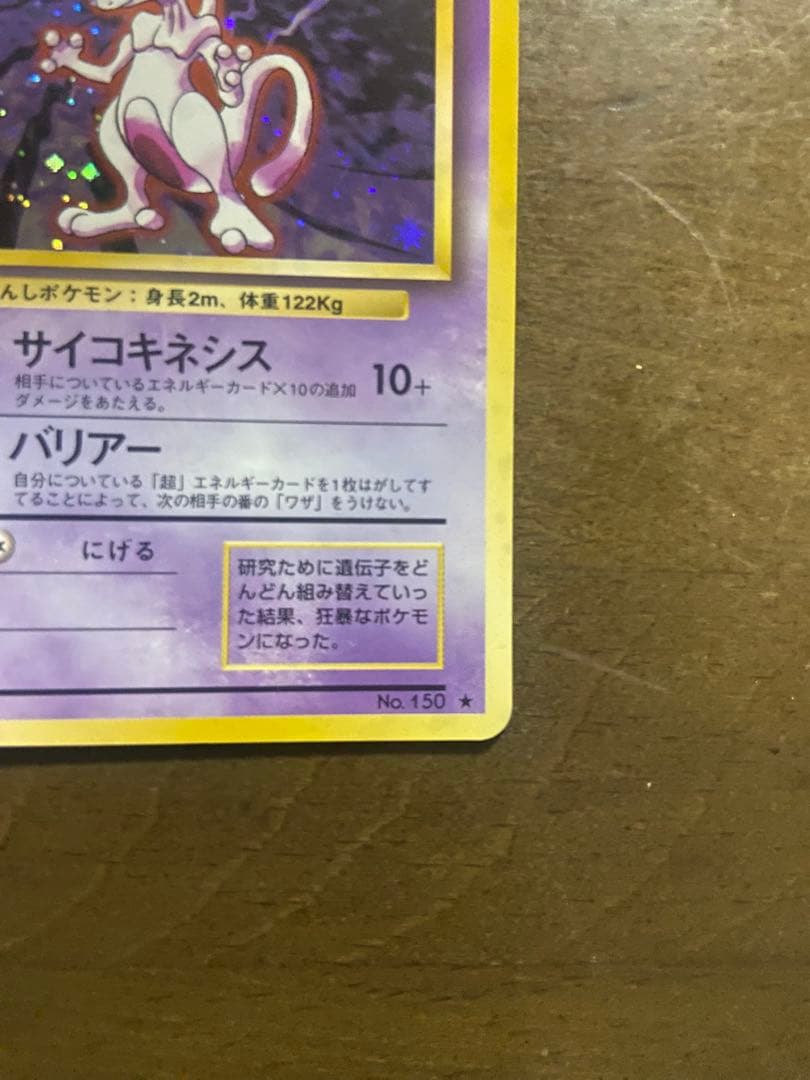 んしポケモン：身長2m、体重122Kg
サイコキネシス
相手についているエネルギーカード×10の追加
ダメージをあたえる。
10+
バリアー
自分についている「超」エネルギーカードを1枚はがしてす
てることによって、次の相手の番の「ワザ」をうけない。
にげる
研究ために遺伝子をど
んどん組み替えていっ
た結果、狂暴なポケモ
ンになった。
No. 150 ★